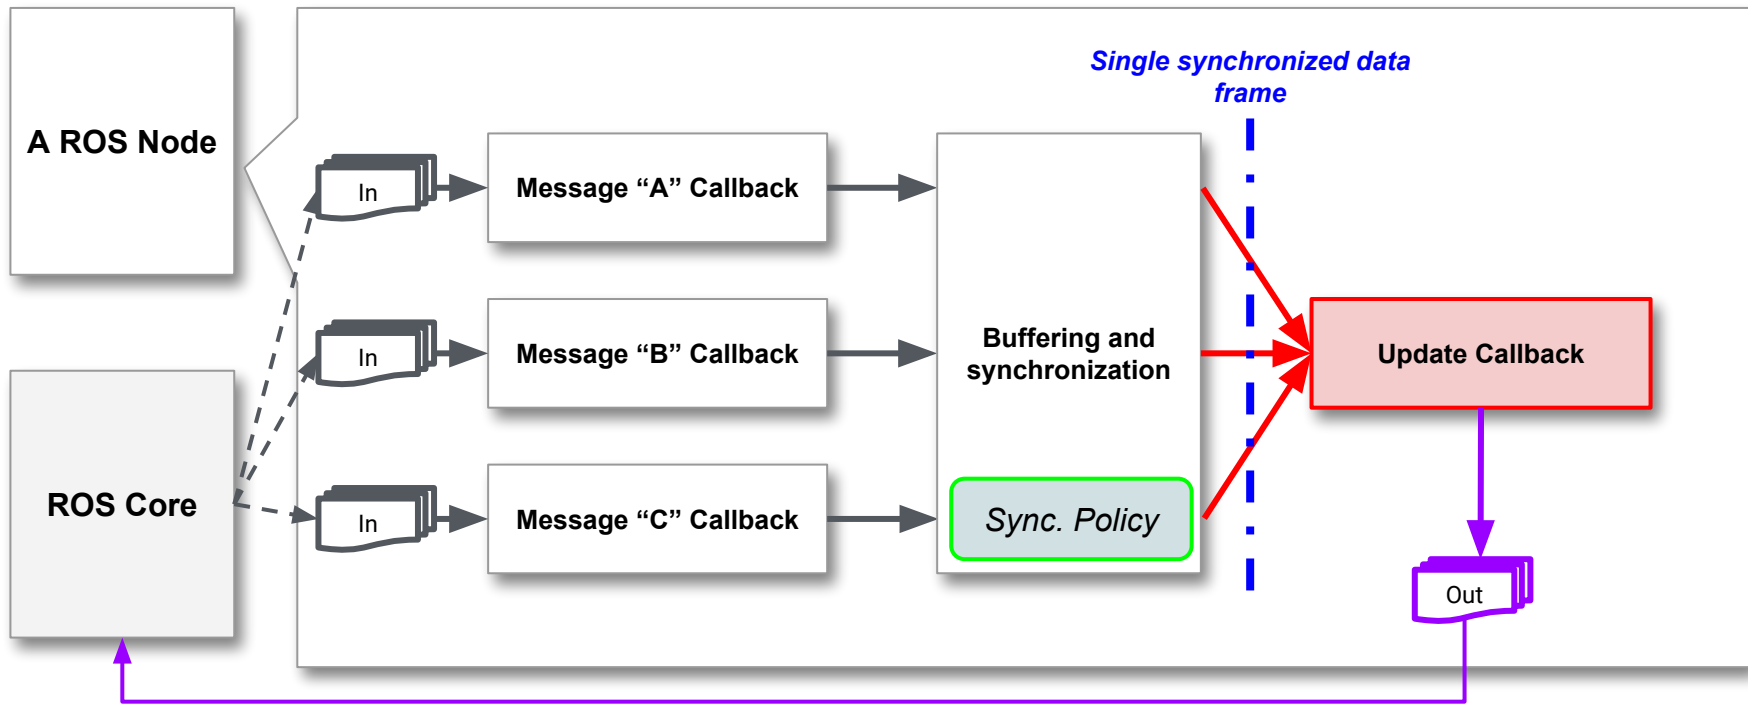 Single synchronized data
frame
A ROS Node
In
Message “A” Callback
In
Message “B” Callback
Buffering and
synchronization
Update Callback
ROS Core
In
Message “C” Callback
Sync. Policy
Out